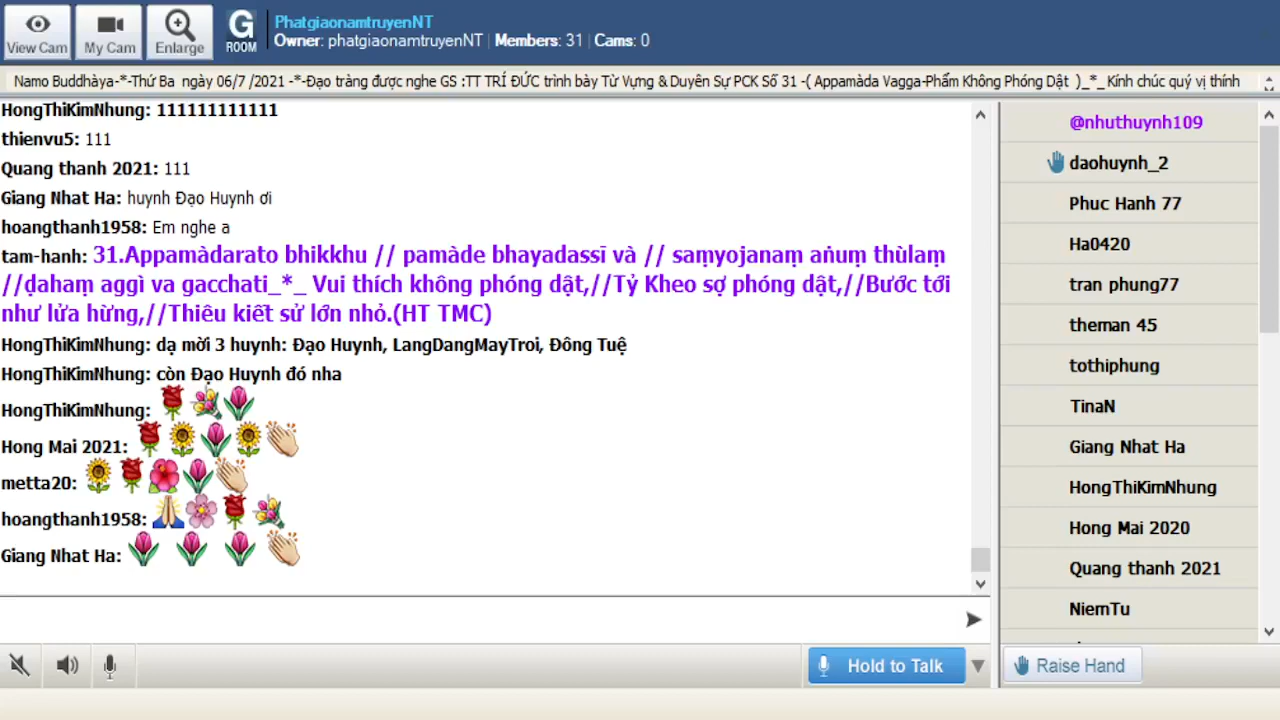 View Cam
My Cam
Enlarge
G
ROOM
PhatgiaonamtruyenNT
Owner: phatgiaonamtruyenNT | Members: 31 | Cams: 0
Namo Buddhàya-*-Thứ Ba ngày 06/7 /2021 -*-Đạo tràng được nghe GS :TT TRÍ ĐỨC trình bày Từ Vựng & Duyên Sự PCK Số 31 -( Appamàda Vagga-Phẩm Không Phóng Dật )_*_ Kính chúc quý vị thính
HongThiKimNhung: 111111111111
thienvu5: 111
Quang thanh 2021: 111
Giang Nhat Ha: huynh Đạo Huynh ơi
hoangthanh1958: Em nghe a
tam-hanh: 31.Appamàdarato bhikkhu // pamàde bhayadassī và // saṃyojanaṃ aṅuṃ thùlaṃ
//ḍahaṃ aggì va gacchati_*_ Vui thích không phóng dật,//Tỷ Kheo sợ phóng dật,//Bước tới
như lửa hừng,//Thiêu kiết sử lớn nhỏ.(HT TMC)
HongThiKimNhung: dạ mời 3 huynh: Đạo Huynh, LangDangMayTroi, Đông Tuệ
HongThiKimNhung: còn Đạo Huynh đó nha
HongThiKimNhung:
Hong Mai 2021:
metta20:
hoangthanh1958:
Giang Nhat Ha:
@nhuthuynh109
daohuynh_2
Phuc Hanh 77
Ha0420
tran phung77
theman 45
tothiphung
TinaN
Giang Nhat Ha
HongThiKimNhung
Hong Mai 2020
Quang thanh 2021
NiemTu
Hold to Talk
Raise Hand